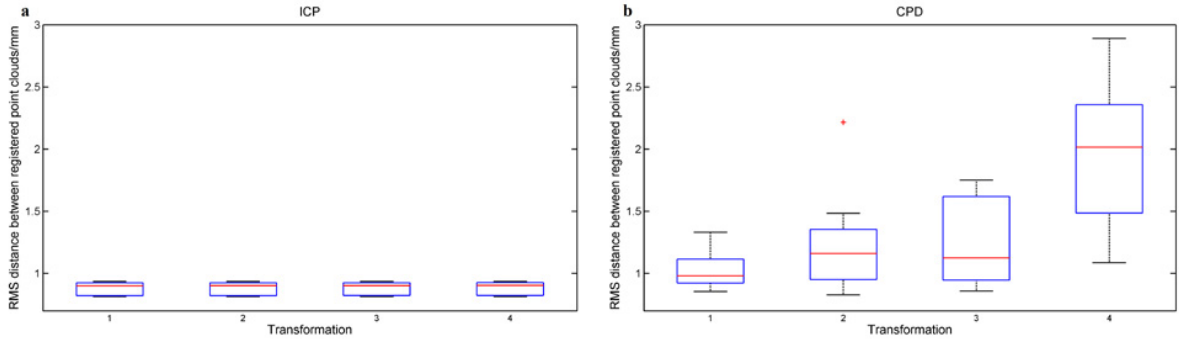 a
ICP
RMS distance between registered point clouds/mm
3
2.5
2
1.5
1
1 2 3 4
Transformation
b
CPD
RMS distance between registered point clouds/mm
3
2.5
2
1.5
1
1 2 3 4
Transformation